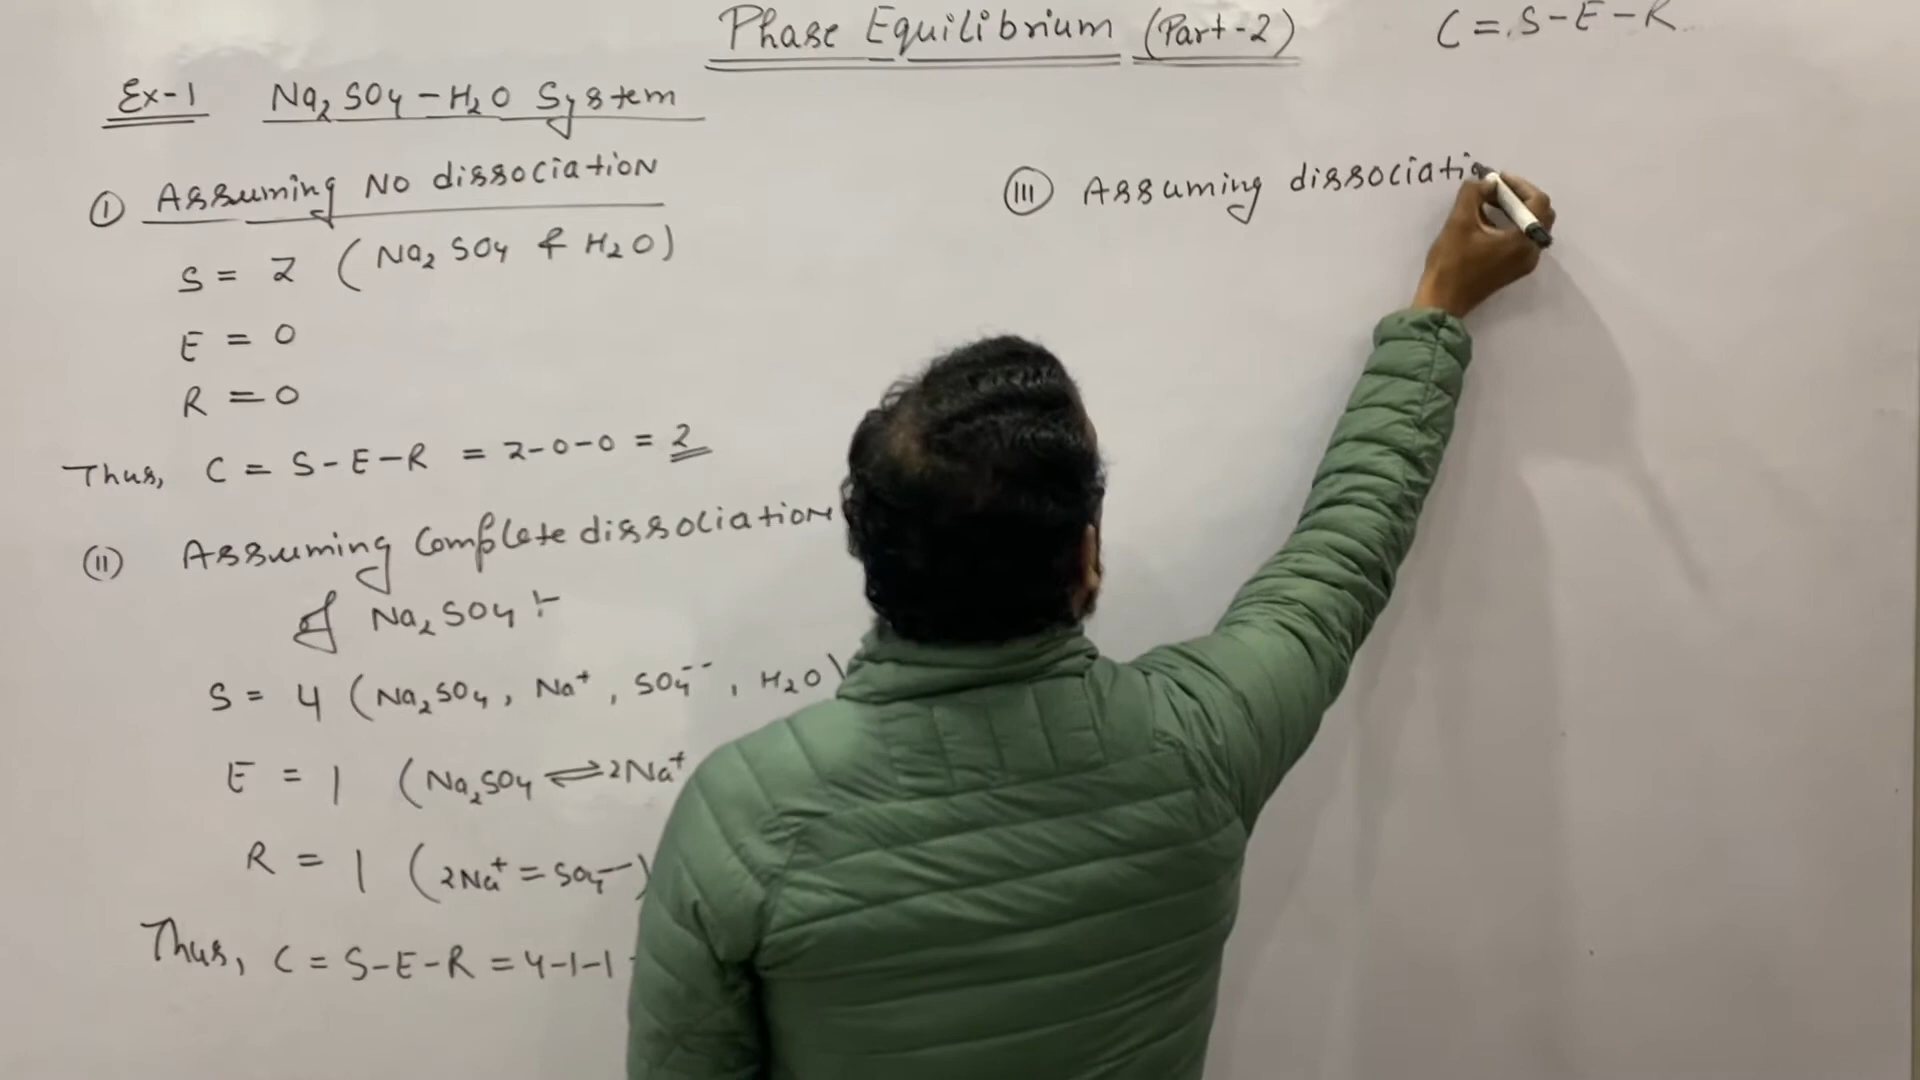 Phase Equilibrium (Part-2)
C = S-E-R
Ex-1 Na₂SO₄-H₂O System
(I) Assuming No dissociation
S = 2 (Na₂SO₄ & H₂O)
E = 0
R = 0
Thus, C = S-E-R = 2-0-0 = 2
(II) Assuming Complete dissociation
of Na₂SO₄:-
S = 4 (Na₂SO₄, Na⁺, SO₄⁻⁻, H₂O)
E = 1 (Na₂SO₄ ⇌ 2Na⁺
R = 1 (2Na⁺ = SO₄⁻⁻)
Thus, C = S-E-R = 4-1-1
(III) Assuming